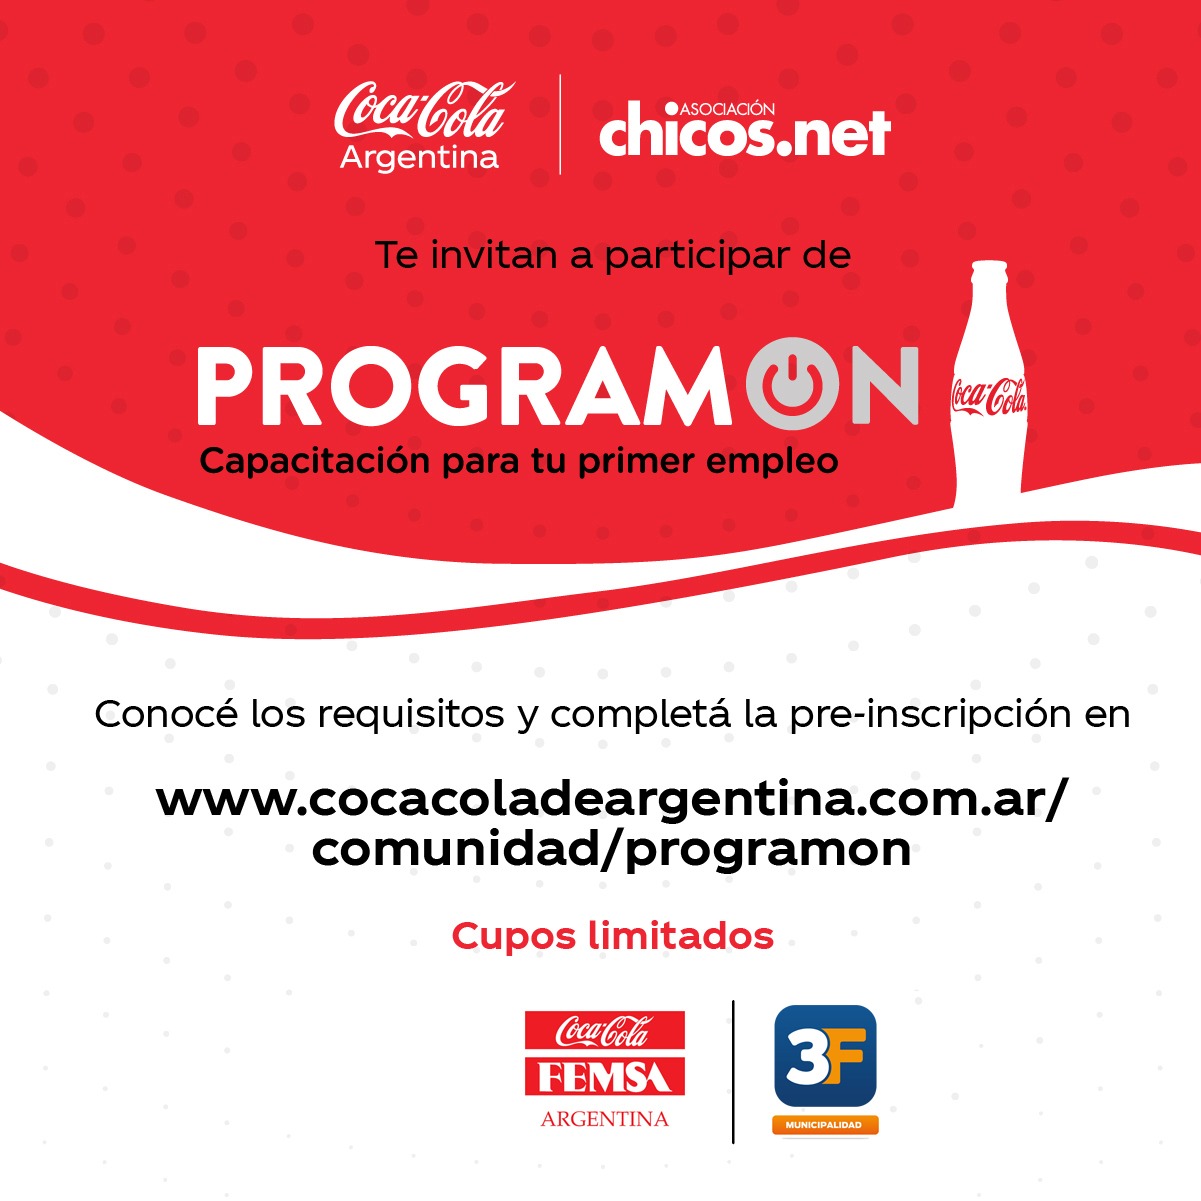 Coca-Cola
Argentina
ASOCIACIÓN
chicos.net
Te invitan a participar de
PROGRAMON
Capacitación para tu primer empleo
Coca-Cola
Conocé los requisitos y completá la pre-inscripción en
www.cocacoladeargentina.com.ar/
comunidad/programon
Cupos limitados
Coca-Cola
FEMSA
ARGENTINA
3F
MUNICIPALIDAD